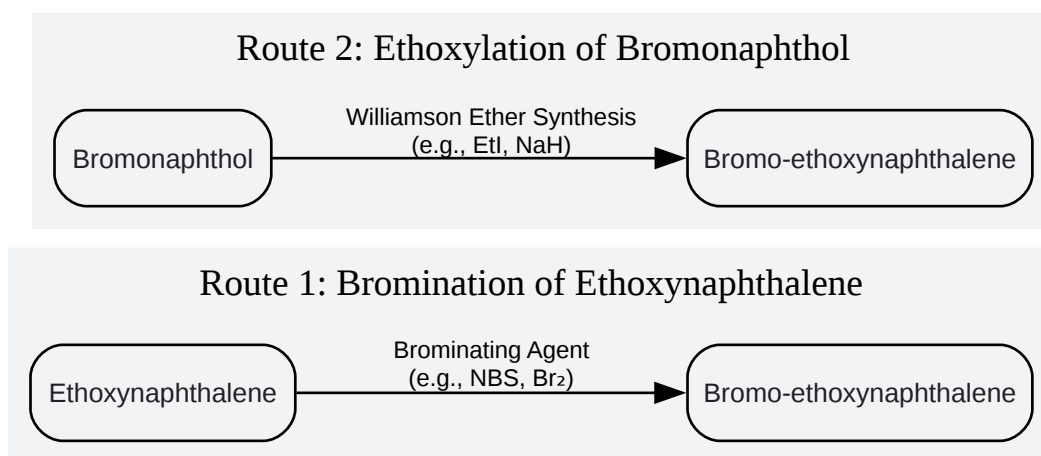 Route 2: Ethoxylation of Bromonaphthol
Williamson Ether Synthesis
(e.g., EtI, NaH)
Bromonaphthol
Bromo-ethoxynaphthalene
Route 1: Bromination of Ethoxynaphthalene
Brominating Agent
(e.g., NBS, Br₂)
Ethoxynaphthalene
Bromo-ethoxynaphthalene